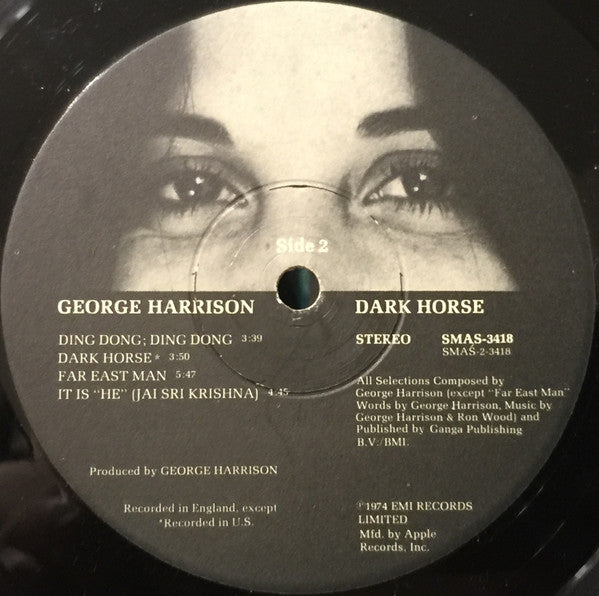 Side 2
GEORGE HARRISON
DING DONG; DING DONG 3:39
DARK HORSE* 3:50
FAR EAST MAN 5:47
IT IS "HE" (JAI SRI KRISHNA) 4:45
Produced by GEORGE HARRISON
Recorded in England, except
*Recorded in U.S.
DARK HORSE
STEREO SMAS-3418
SMAS-2-3418
All Selections Composed by
George Harrison (except "Far East Man"
Words by George Harrison, Music by
George Harrison & Ron Wood) and
Published by Ganga Publishing
B.V./BMI.
℗1974 EMI RECORDS
LIMITED
Mfd. by Apple
Records, Inc.